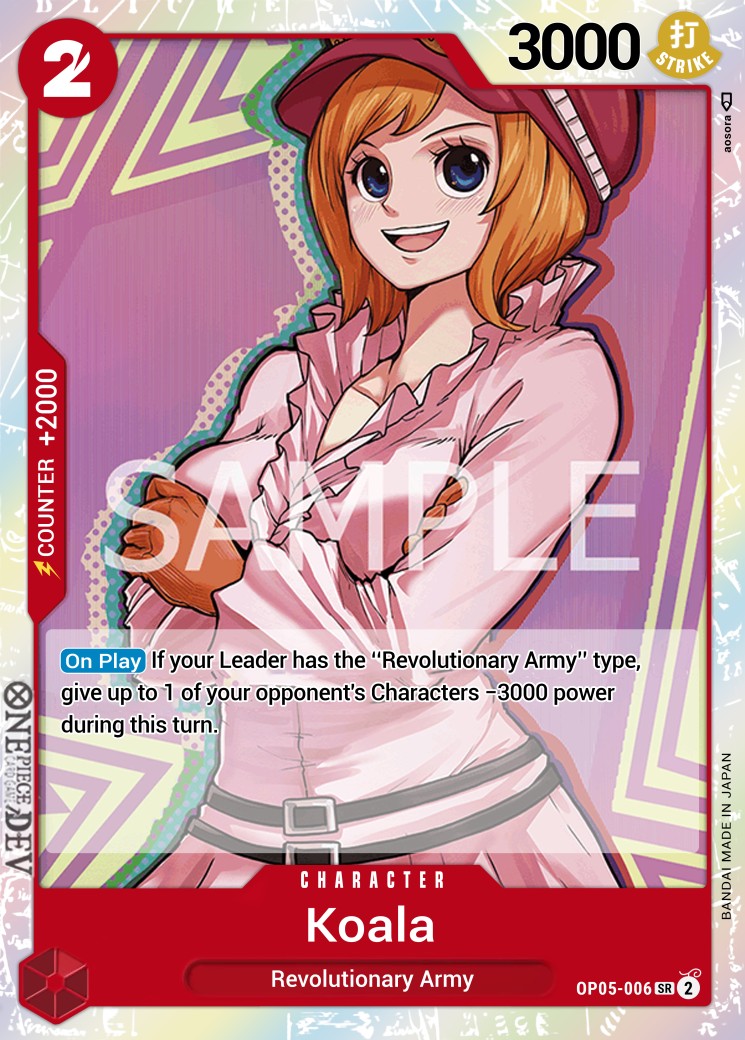 2
3000
打
STRIKE
aosora
COUNTER +2000
SAMPLE
On Play If your Leader has the “Revolutionary Army” type,
give up to 1 of your opponent's Characters −3000 power
during this turn.
ONE PIECE DEV
CARD GAME
BANDAI MADE IN JAPAN
CHARACTER
Koala
Revolutionary Army
OP05-006 SR 2